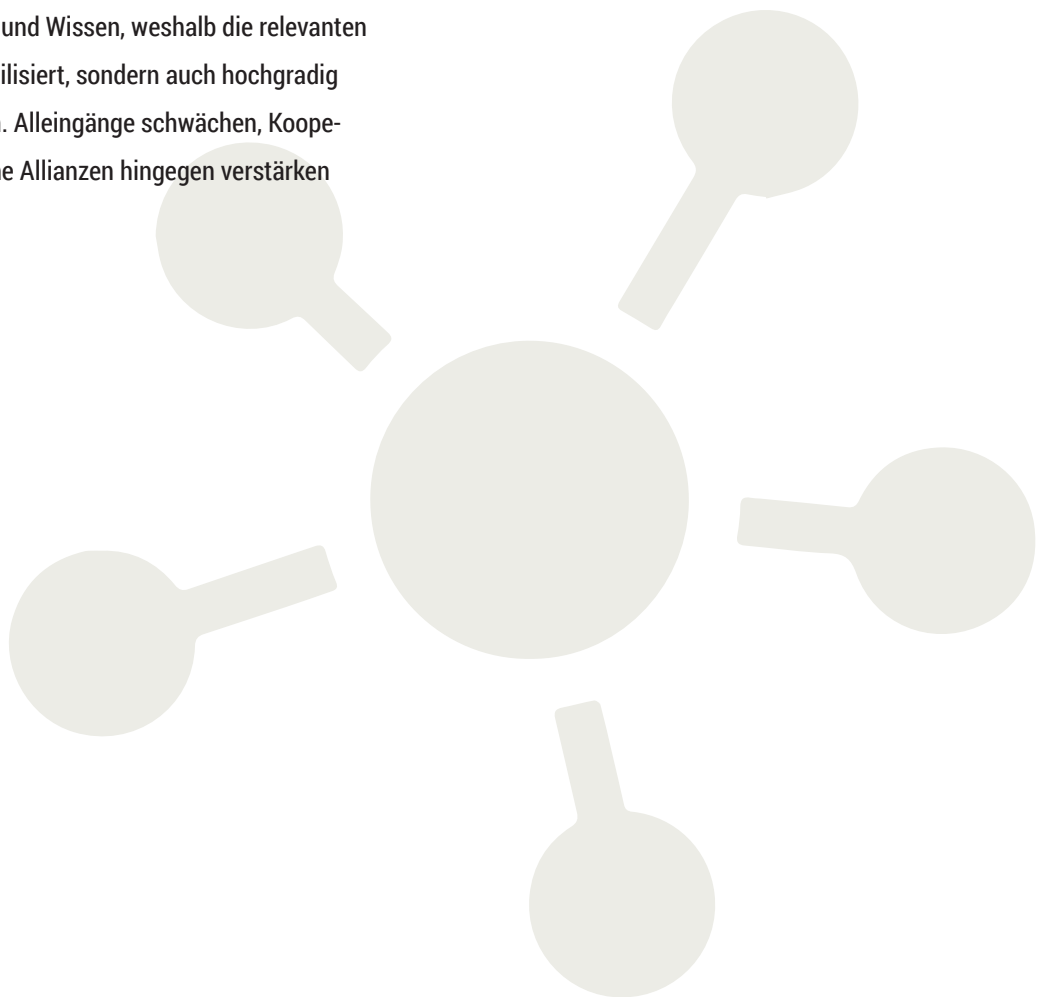 und Wissen, weshalb die relevanten
ilisiert, sondern auch hochgradig
. Alleingänge schwächen, Koope-
e Allianzen hingegen verstärken